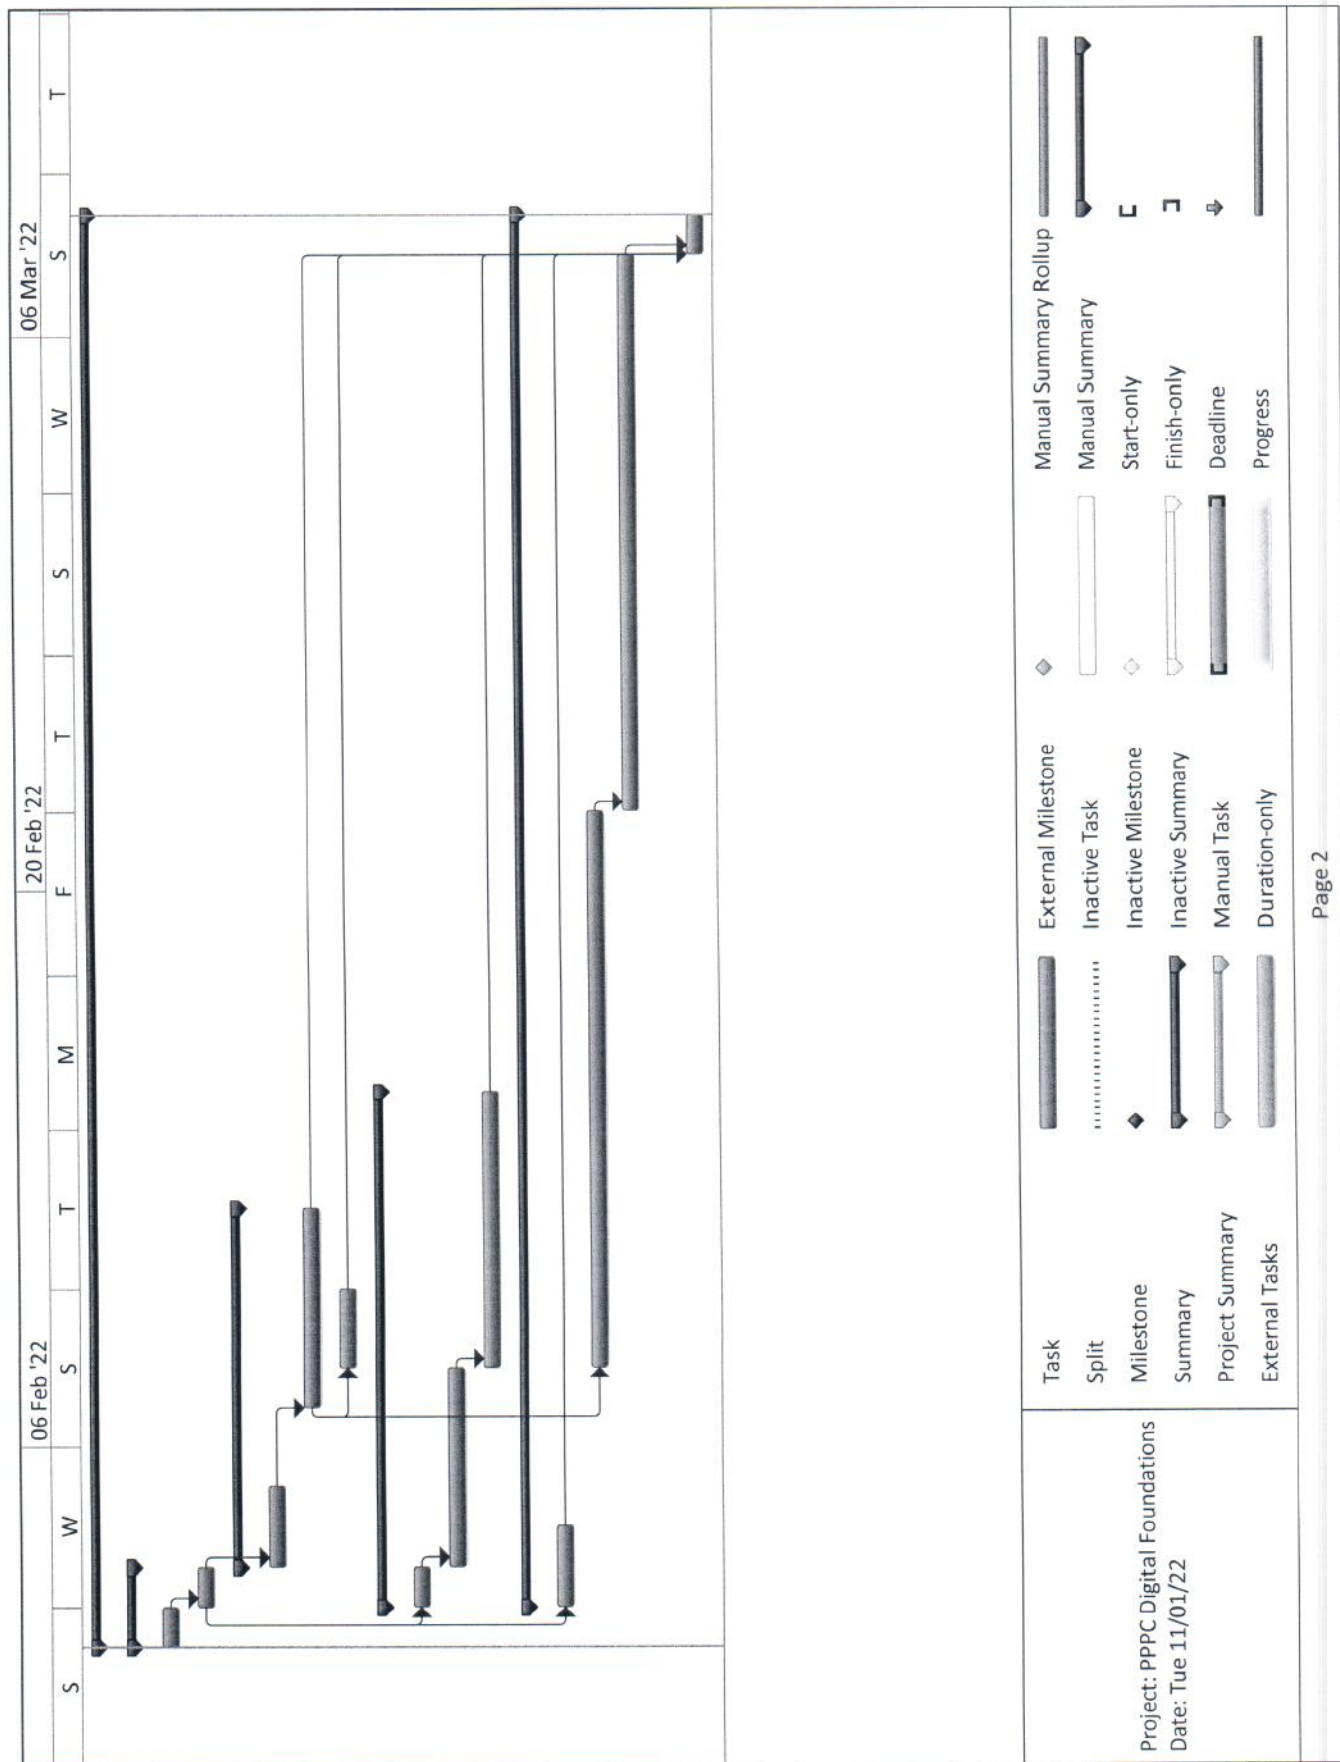 06 Feb '22
20 Feb '22
06 Mar '22
S W S T M F T S W S T
Project: PPPC Digital Foundations
Date: Tue 11/01/22
Task
Split
Milestone
Summary
Project Summary
External Tasks
External Milestone
Inactive Task
Inactive Milestone
Inactive Summary
Manual Task
Duration-only
Manual Summary Rollup
Manual Summary
Start-only
Finish-only
Deadline
Progress
Page 2